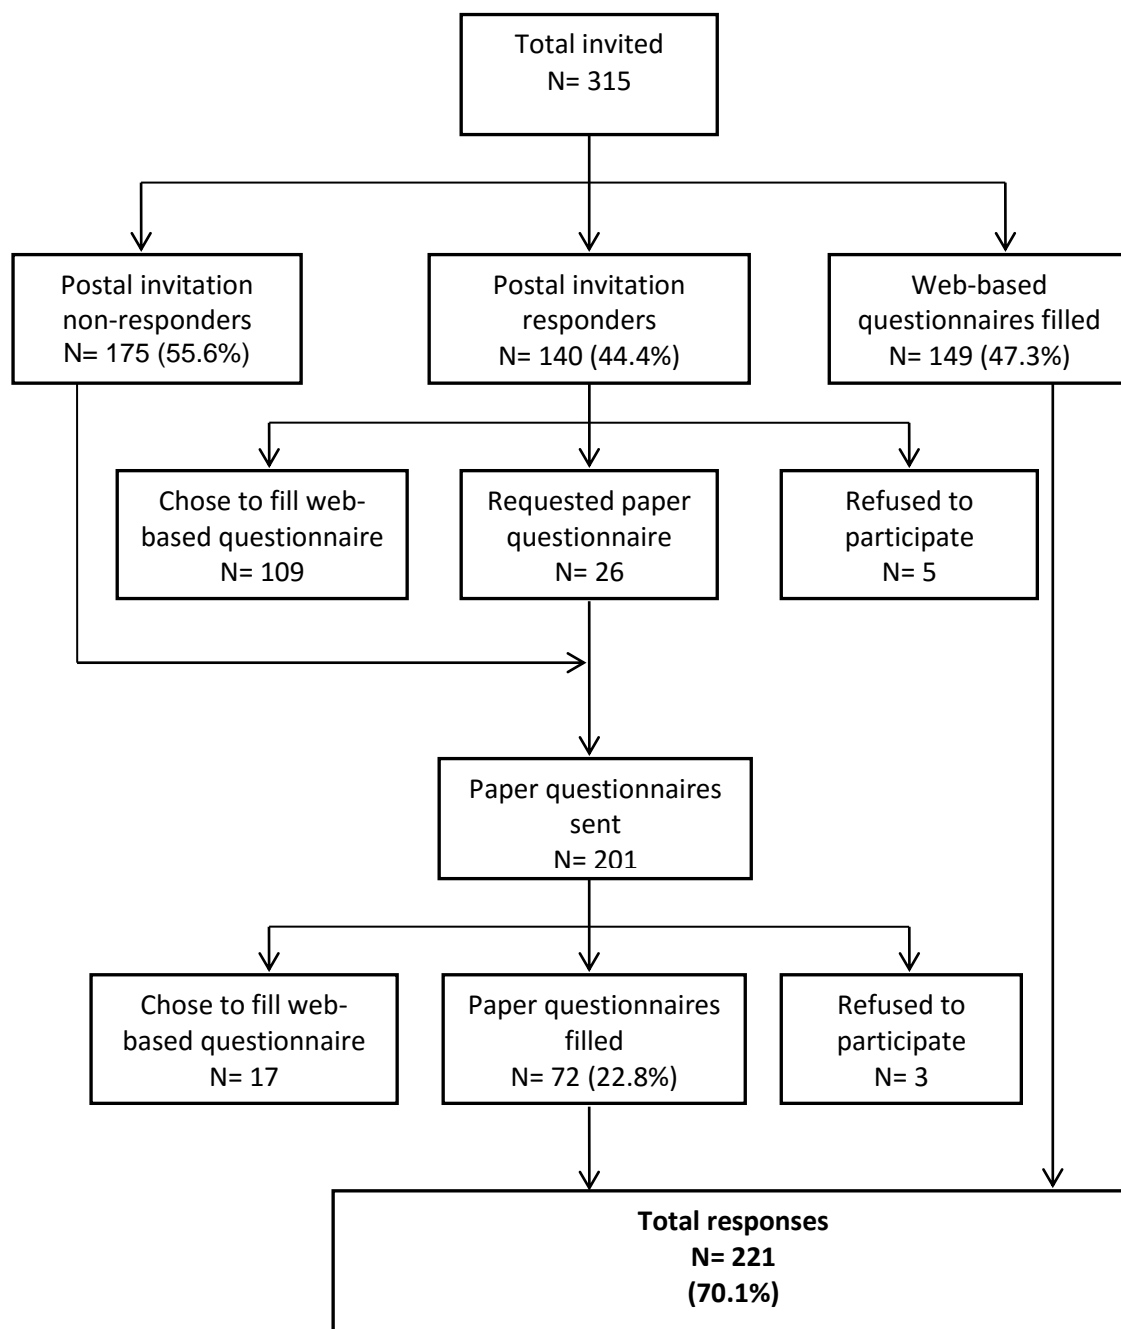 Total invited
N= 315
Postal invitation
non-responders
N= 175 (55.6%)
Postal invitation
responders
N= 140 (44.4%)
Web-based
questionnaires filled
N= 149 (47.3%)
Chose to fill web-
based questionnaire
N= 109
Requested paper
questionnaire
N= 26
Refused to
participate
N= 5
Paper questionnaires
sent
N= 201
Chose to fill web-
based questionnaire
N= 17
Paper questionnaires
filled
N= 72 (22.8%)
Refused to
participate
N= 3
Total responses
N= 221
(70.1%)